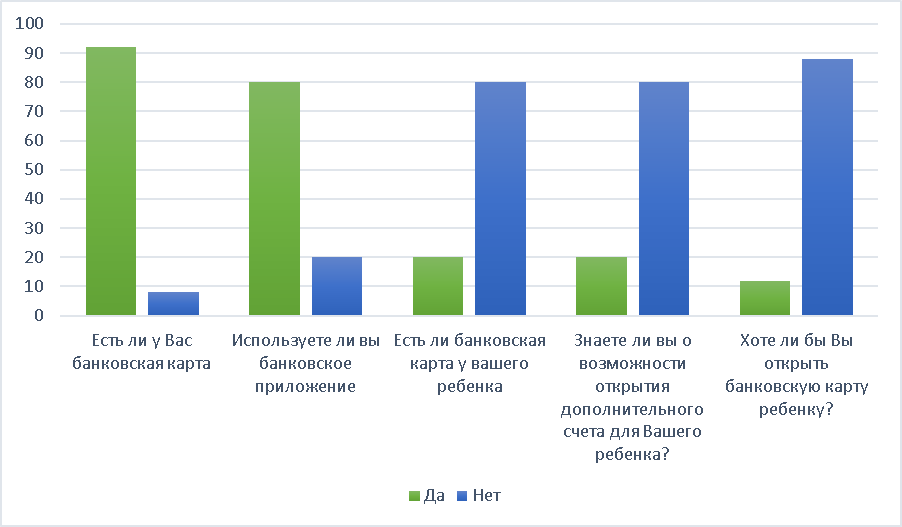 100
90
80
70
60
50
40
30
20
10
0
Есть ли у Вас
банковская карта
Используете ли вы
банковское
приложение
Есть ли банковская
карта у вашего
ребенка
Знаете ли вы о
возможности
открытия
дополнительного
счета для Вашего
ребенка?
Хоте ли бы Вы
открыть
банковскую карту
ребенку?
Да
Нет